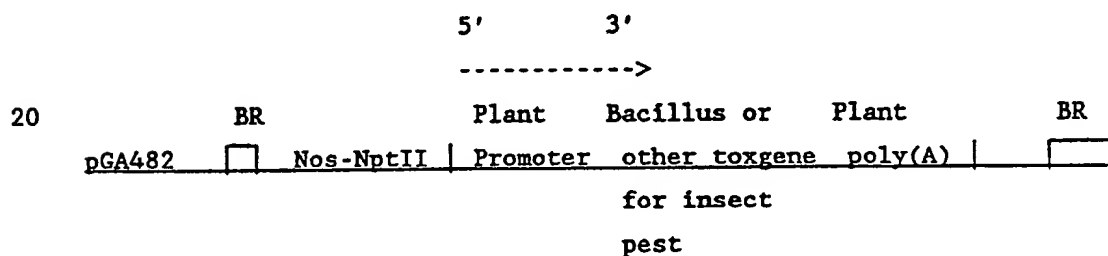 5' 3'
------------>
20 BR Plant Bacillus or Plant BR
pGA482 Nos-NptII Promoter other toxgene poly(A)
for insect
pest